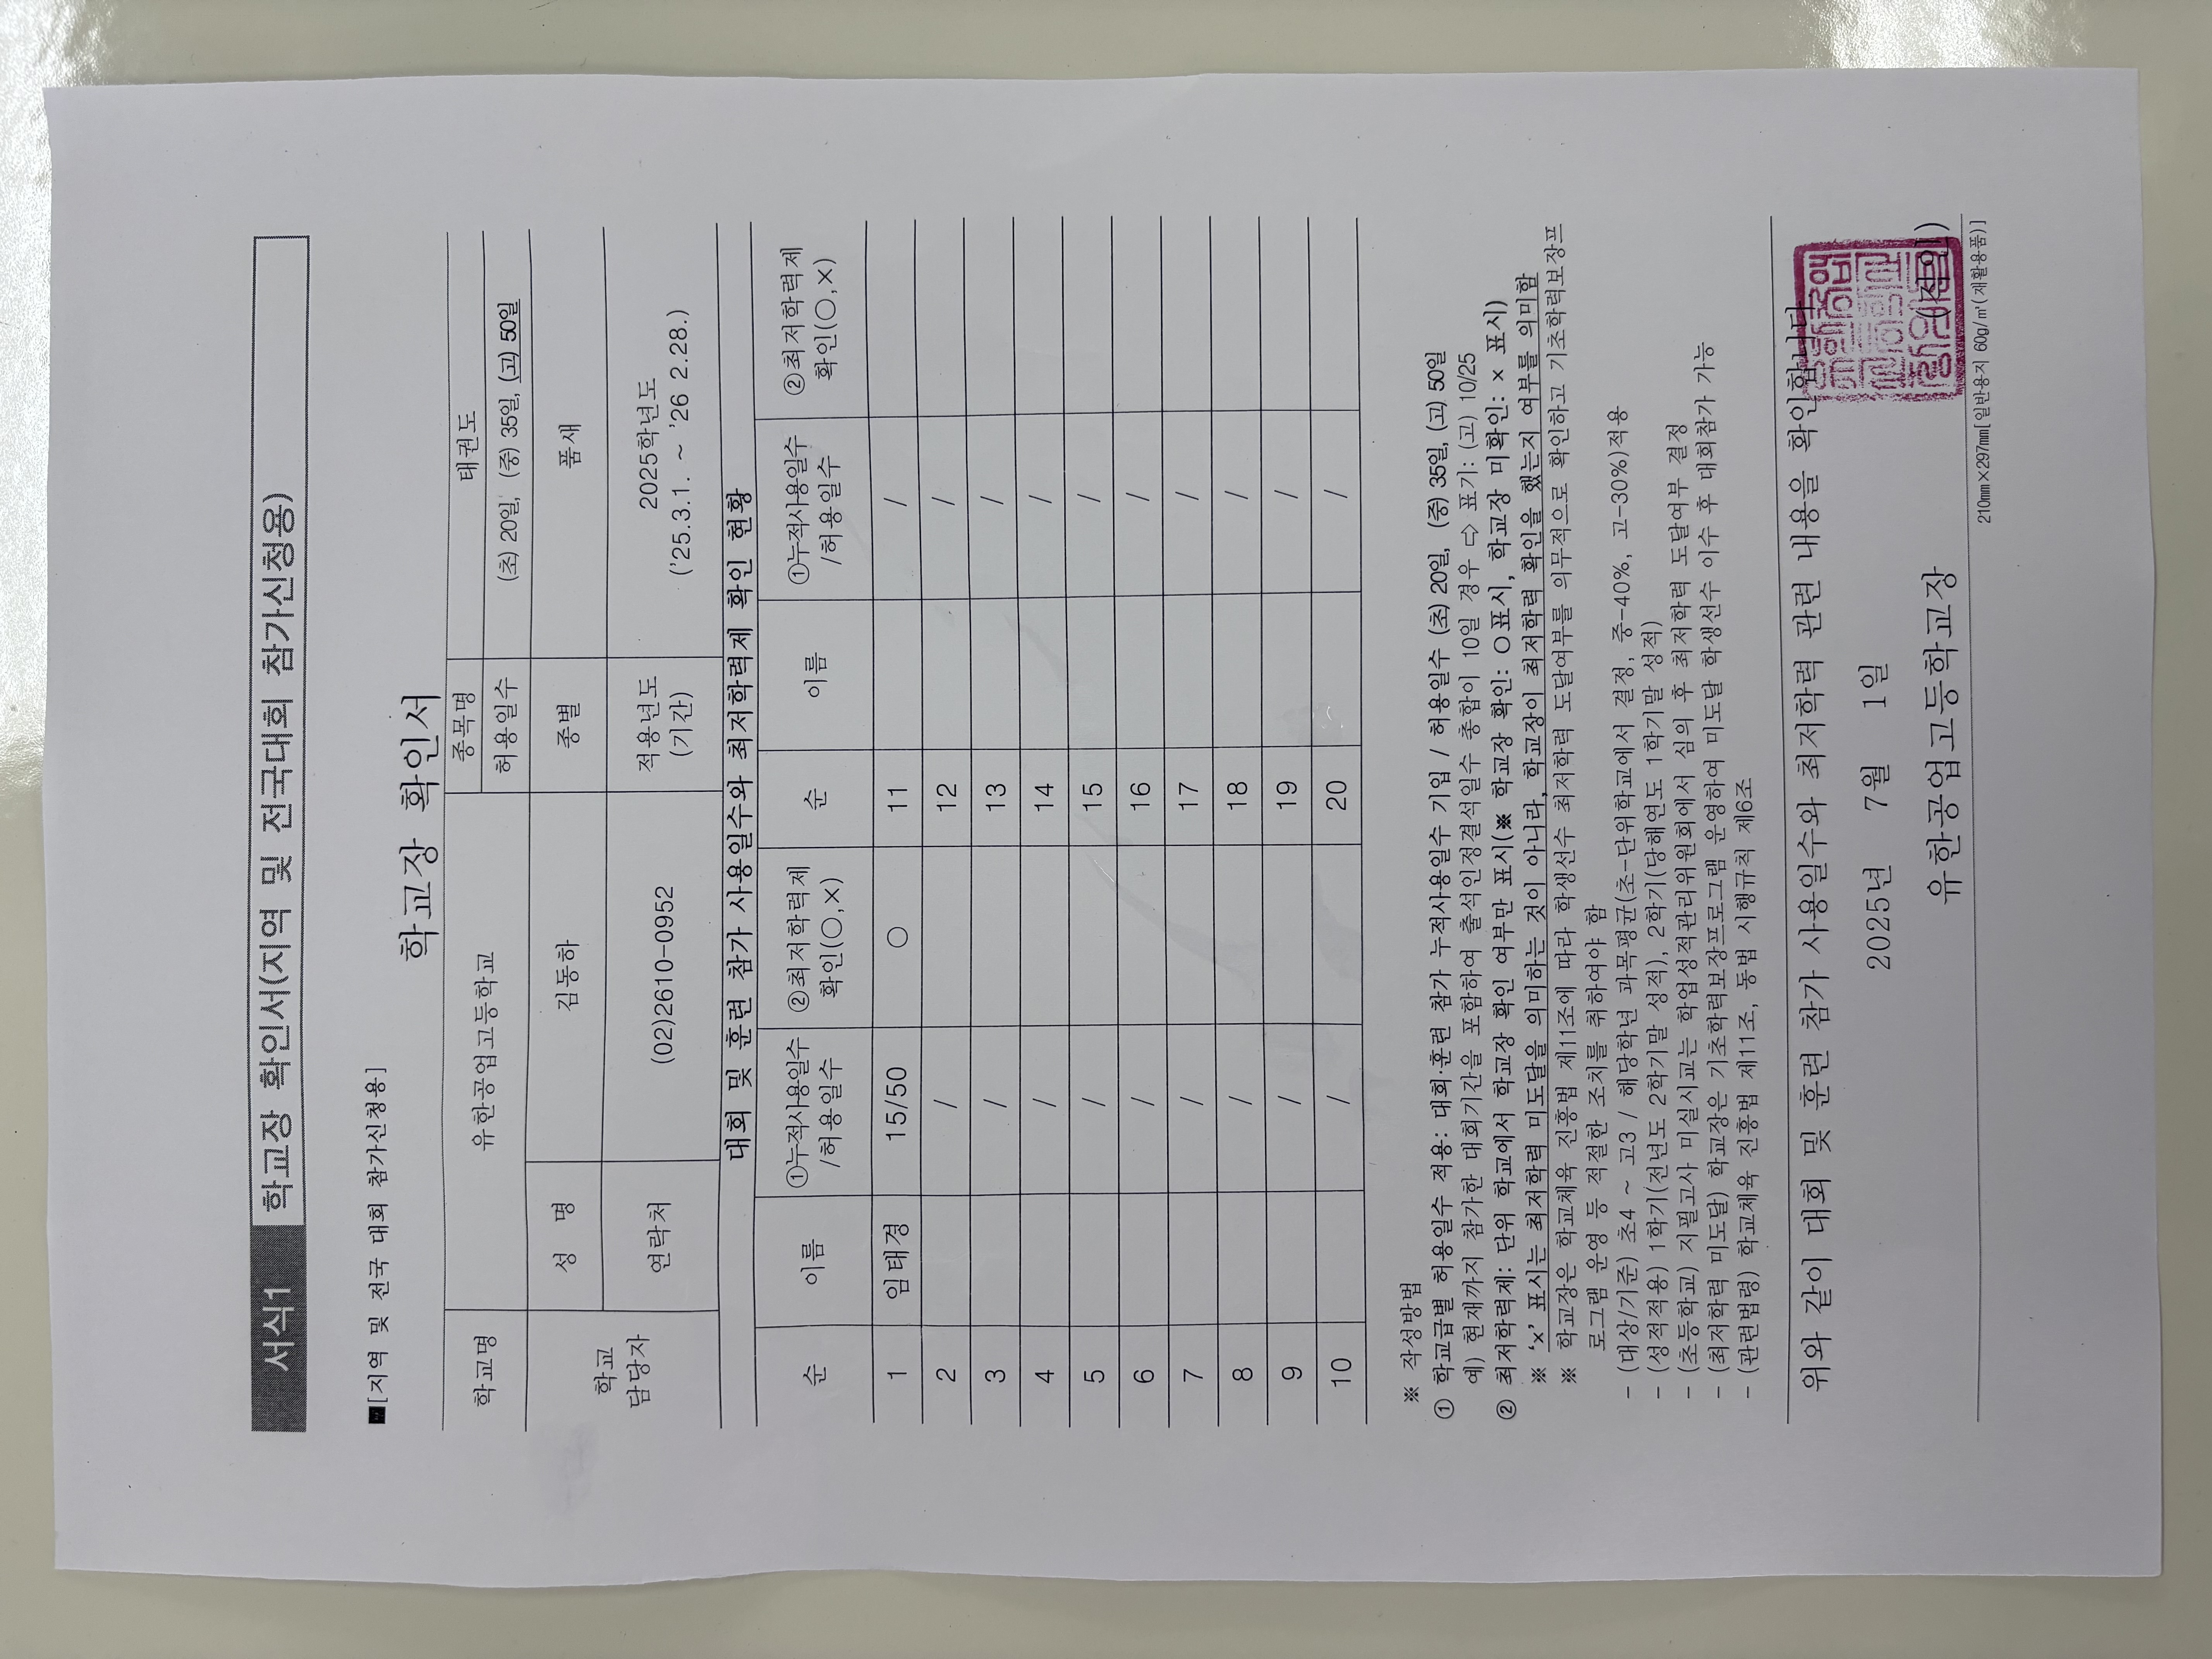 서식1 학교장 확인서(지역 및 전국대회 참가신청용)
■[지역 및 전국 대회 참가신청용]
학교장 확인서
학교명 유한공업고등학교 종목명 태권도
허용일수 (초) 20일, (중) 35일, (고) 50일
학교 담당자 성 명 김동하 종별 품새
연락처 (02)2610-0952 적용년도 (기간) 2025학년도
('25.3.1. ~ '26 2.28.)
대회 및 훈련 참가 사용일수와 최저학력제 확인 현황
순 이름 ①누적사용일수 /허용일수 ②최저학력제 확인(○,×) 순 이름 ①누적사용일수 /허용일수 ②최저학력제 확인(○,×)
1 임태경 15/50 ○ 11 /
2 / 12 /
3 / 13 /
4 / 14 /
5 / 15 /
6 / 16 /
7 / 17 /
8 / 18 /
9 / 19 /
10 / 20 /
※ 작성방법
① 학교급별 허용일수 적용: 대회·훈련 참가 누적사용일수 기입 / 허용일수 (초) 20일, (중) 35일, (고) 50일
예) 현재까지 참가한 대회기간을 포함하여 출석인정결석일수 총합이 10일 경우 ⇨ 표기: (고) 10/25
② 최저학력제: 단위 학교에서 학교장 확인 여부만 표시(※ 학교장 확인: ○표시, 학교장 미확인: × 표시)
※ 'x' 표시는 최저학력 미도달을 의미하는 것이 아니라, 학교장이 최저학력 확인을 했는지 여부를 의미함
※ 학교장은 학교체육 진흥법 제11조에 따라 학생선수 최저학력 도달여부를 의무적으로 확인하고 기초학력보장프
로그램 운영 등 적절한 조치를 취하여야 함
- (대상/기준) 초4 ~ 고3 / 해당학년 과목평균(초-단위학교에서 결정, 중-40%, 고-30%)적용
- (성적적용) 1학기(전년도 2학기말 성적), 2학기(당해연도 1학기말 성적)
- (초등학교) 지필고사 미실시교는 학업성적관리위원회에서 심의 후 최저학력 도달여부 결정
- (최저학력 미도달) 학교장은 기초학력보장프로그램 운영하여 미도달 학생선수 이수 후 대회참가 가능
- (관련법령) 학교체육 진흥법 제11조, 동법 시행규칙 제6조
위와 같이 대회 및 훈련 참가 사용일수와 최저학력 관련 내용을 확인합니다
2025년 7월 1일
유한공업고등학교장 (직인)
210mm×297mm[일반용지 60g/㎡(재활용품)]